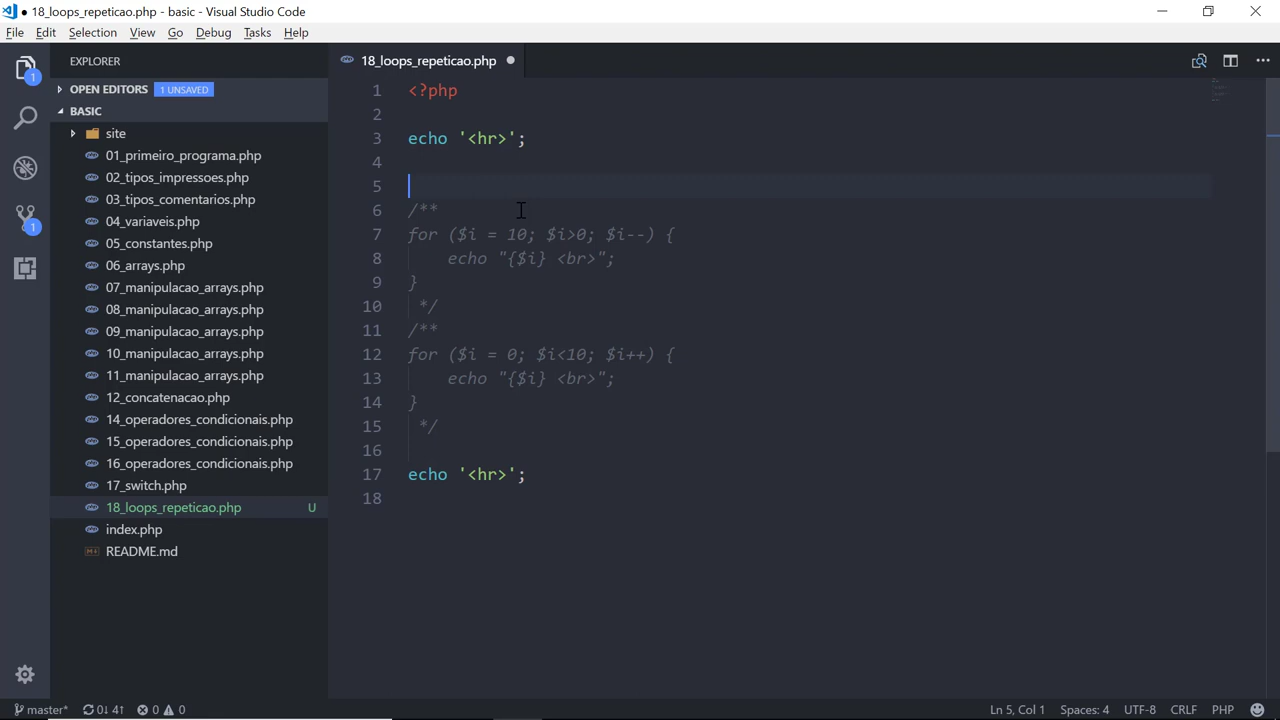 18_loops_repeticao.php - basic - Visual Studio Code
File Edit Selection View Go Debug Tasks Help
EXPLORER
1
OPEN EDITORS 1 UNSAVED
BASIC
site
01_primeiro_programa.php
02_tipos_impressoes.php
03_tipos_comentarios.php
04_variaveis.php
1
05_constantes.php
06_arrays.php
07_manipulacao_arrays.php
08_manipulacao_arrays.php
09_manipulacao_arrays.php
10_manipulacao_arrays.php
11_manipulacao_arrays.php
12_concatenacao.php
14_operadores_condicionais.php
15_operadores_condicionais.php
16_operadores_condicionais.php
17_switch.php
18_loops_repeticao.php U
index.php
README.md
18_loops_repeticao.php
1 <?php
2
3 echo '<hr>';
4
5
6 /**
7 for ($i = 10; $i>0; $i--) {
8 echo "{$i} <br>";
9 }
10 */
11 /**
12 for ($i = 0; $i<10; $i++) {
13 echo "{$i} <br>";
14 }
15 */
16
17 echo '<hr>';
18
master* 0↓ 4↑ 0 0 Ln 5, Col 1 Spaces: 4 UTF-8 CRLF PHP